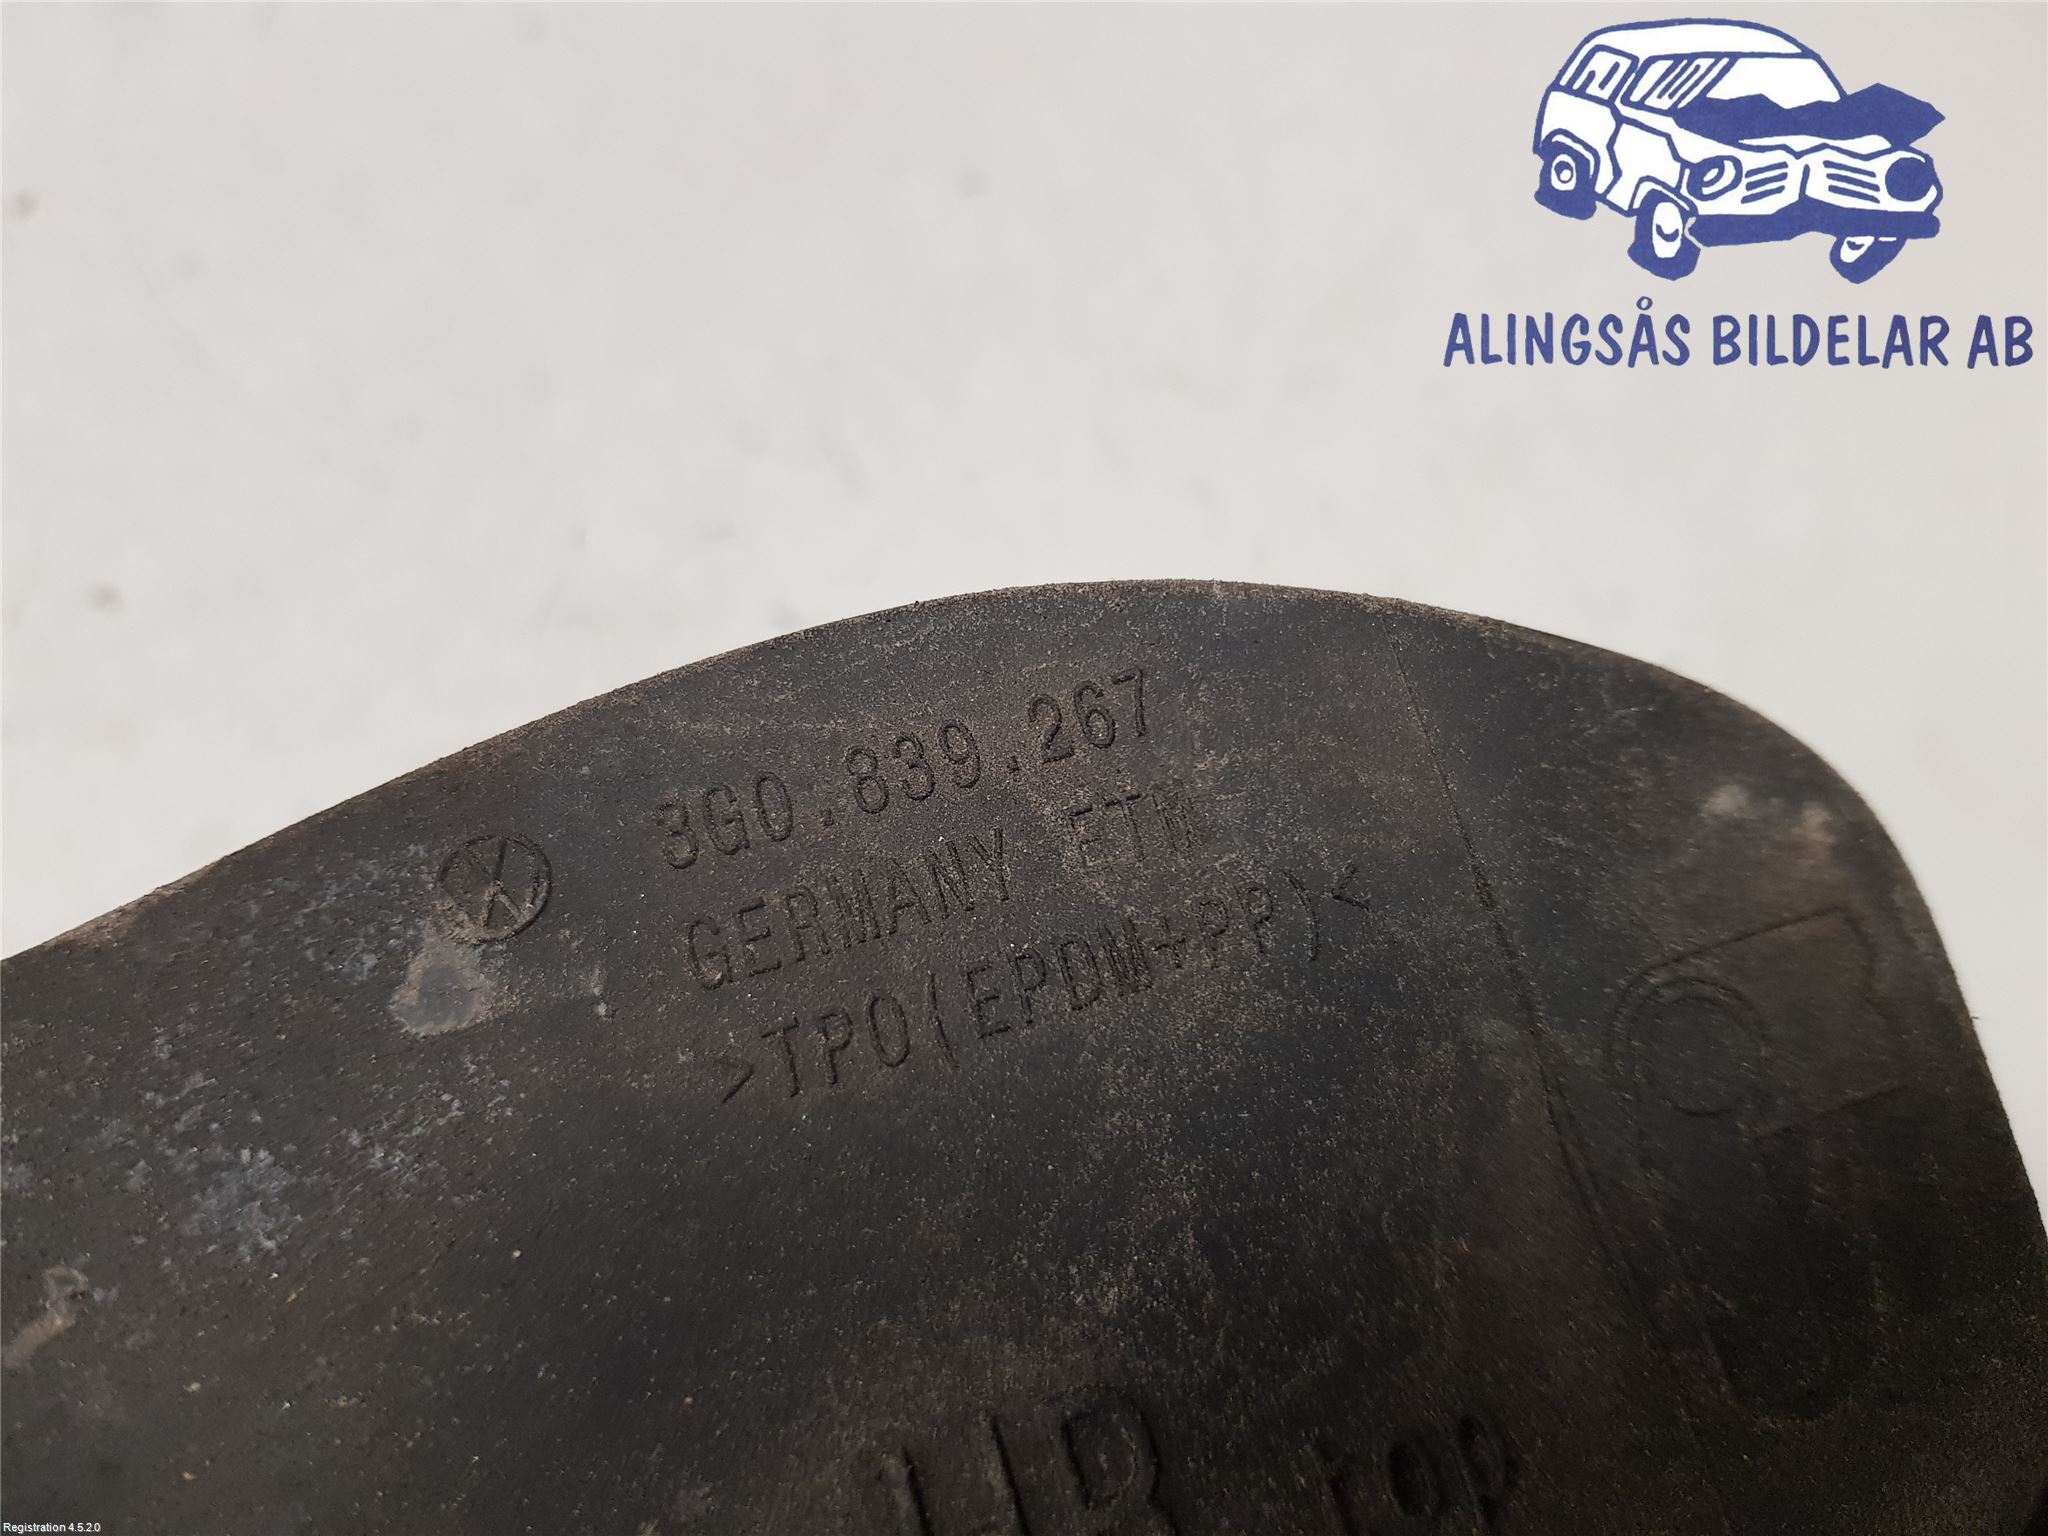 ALINGSÅS BILDELAR AB
3G0.839.267
GERMANY ETM
>TPO(EPDM+PP)<
Registration 4.5.2.0